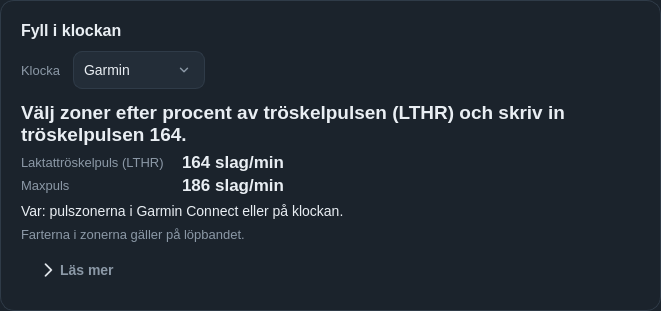 Fyll i klockan
Klocka Garmin
Välj zoner efter procent av tröskelpulsen (LTHR) och skriv in
tröskelpulsen 164.
Laktattröskelpuls (LTHR) 164 slag/min
Maxpuls 186 slag/min
Var: pulszonerna i Garmin Connect eller på klockan.
Farterna i zonerna gäller på löpbandet.
Läs mer